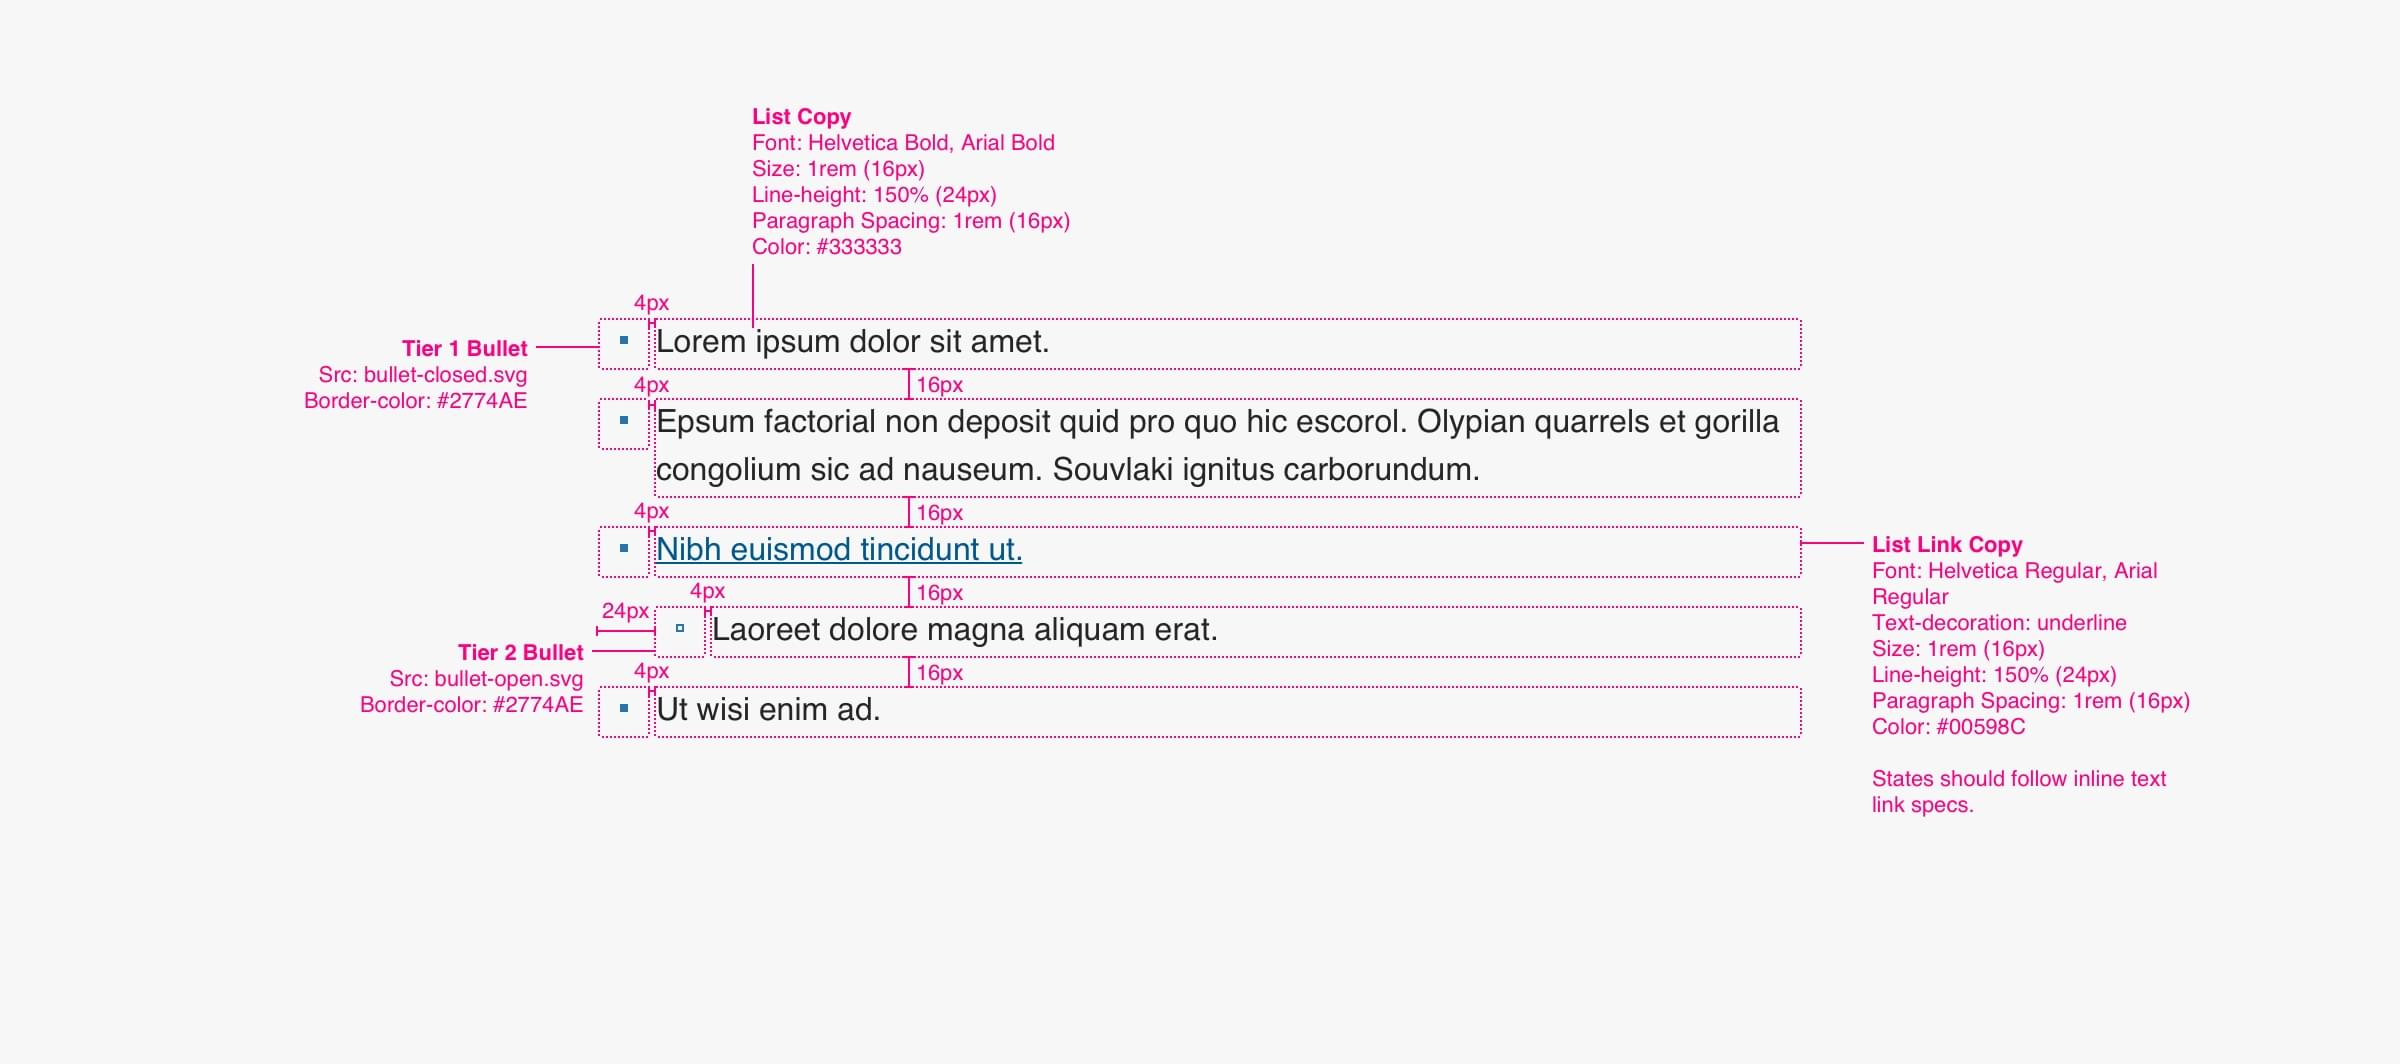 List Copy
Font: Helvetica Bold, Arial Bold
Size: 1rem (16px)
Line-height: 150% (24px)
Paragraph Spacing: 1rem (16px)
Color: #333333
4px
Tier 1 Bullet
Src: bullet-closed.svg
Border-color: #2774AE
Lorem ipsum dolor sit amet.
4px
16px
Epsum factorial non deposit quid pro quo hic escorol. Olypian quarrels et gorilla
congolium sic ad nauseum. Souvlaki ignitus carborundum.
4px
16px
Nibh euismod tincidunt ut.
List Link Copy
Font: Helvetica Regular, Arial
Regular
Text-decoration: underline
Size: 1rem (16px)
Line-height: 150% (24px)
Paragraph Spacing: 1rem (16px)
Color: #00598C
States should follow inline text
link specs.
4px
16px
24px
Laoreet dolore magna aliquam erat.
Tier 2 Bullet
Src: bullet-open.svg
Border-color: #2774AE
4px
16px
Ut wisi enim ad.